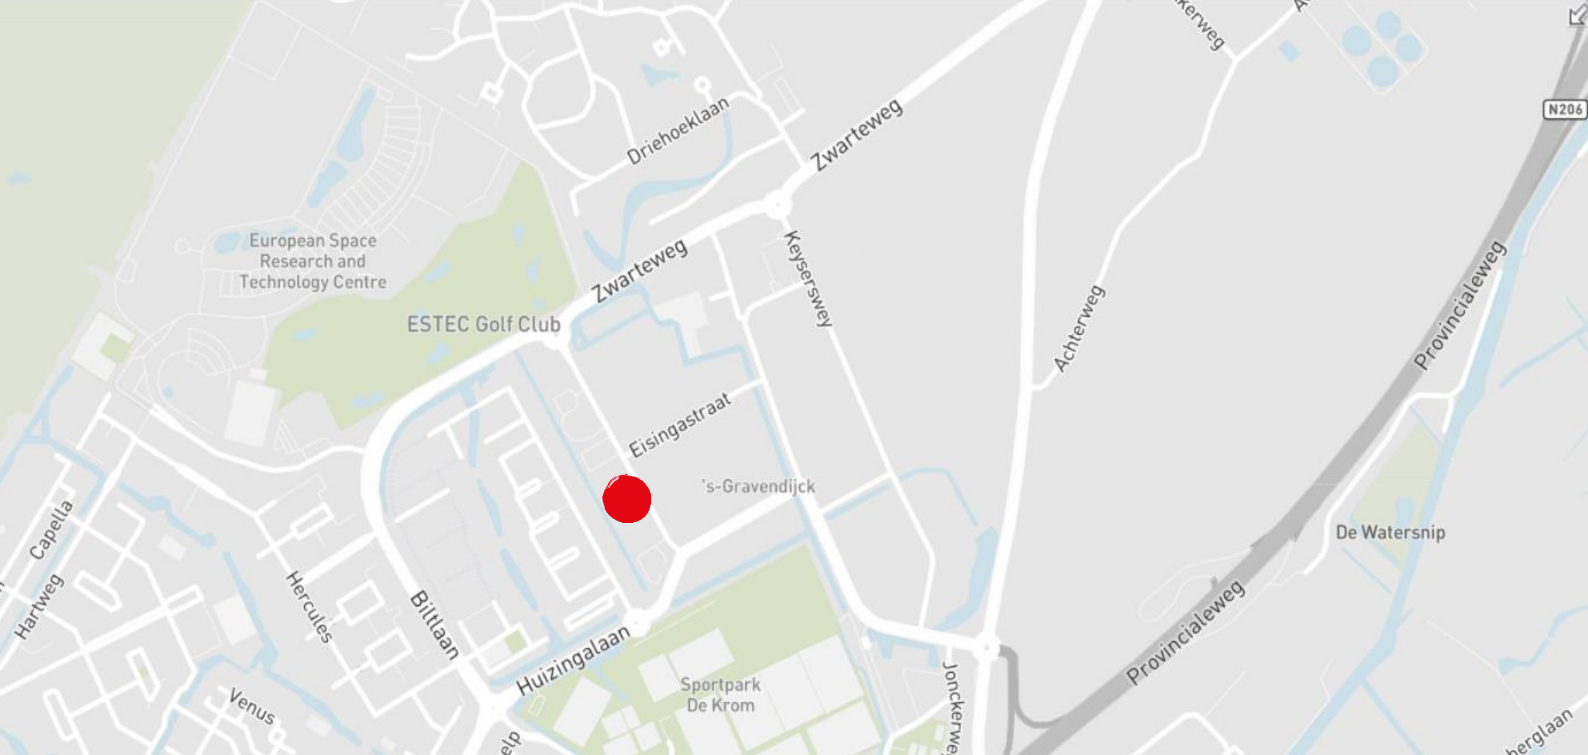 N206
Driehoeklaan
Zwarteweg
European Space
Research and
Technology Centre
Zwarteweg
Keyserswey
Provincialeweg
ESTEC Golf Club
Achterweg
Eisingastraat
's-Gravendijck
Capella
De Watersnip
Hartweg
Hercules
Biltlaan
Provincialeweg
Huizingalaan
Sportpark
De Krom
Venus